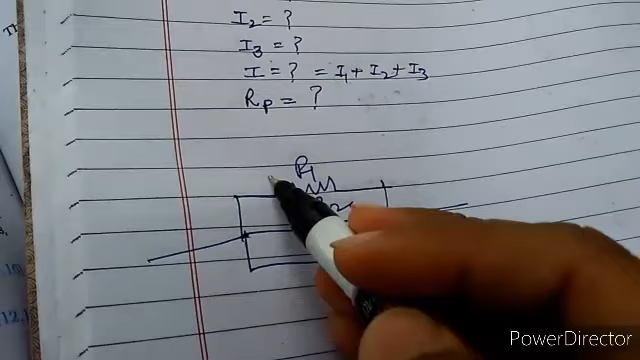 I₂ = ?
I₃ = ?
I = ? = I₁ + I₂ + I₃
Rₚ = ?
R₁
PowerDirector